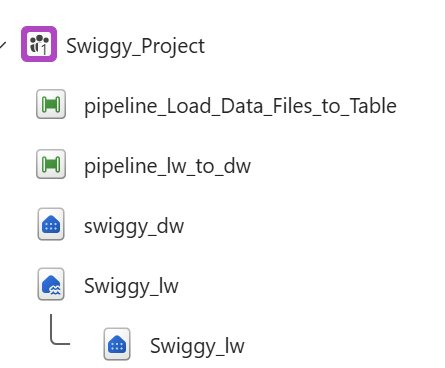 Swiggy_Project
pipeline_Load_Data_Files_to_Table
pipeline_lw_to_dw
swiggy_dw
Swiggy_lw
Swiggy_lw